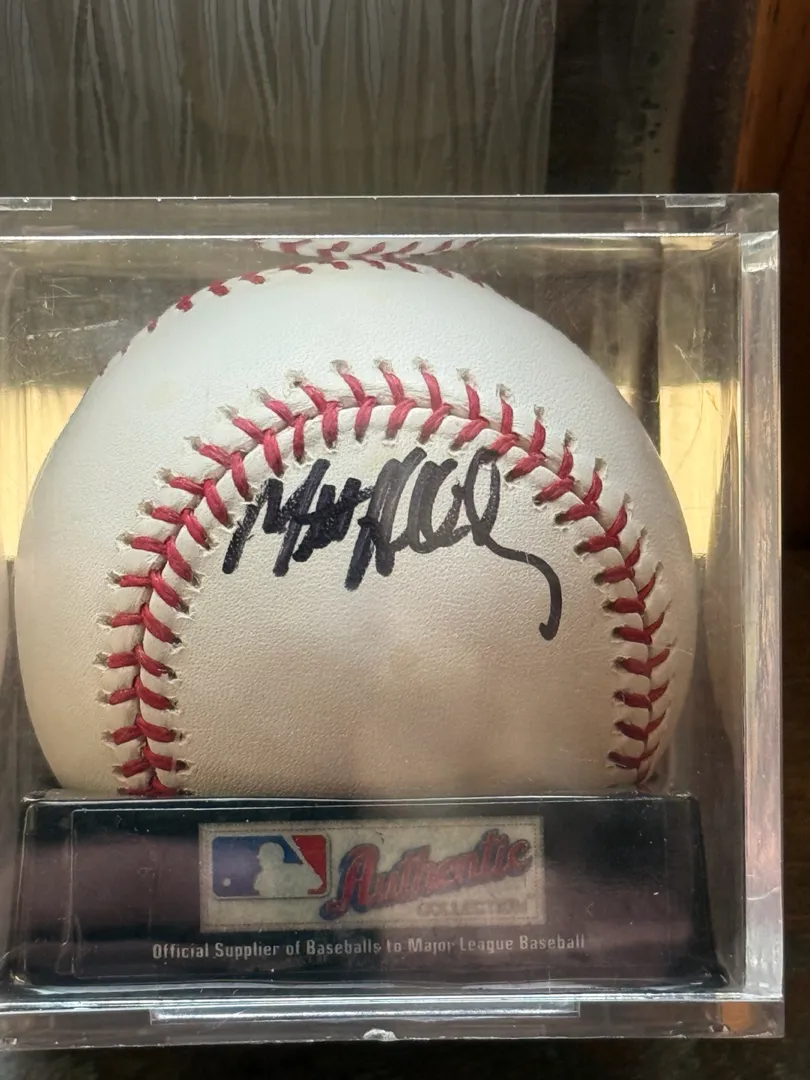 Authentic
COLLECTION
Official Supplier of Baseballs to Major League Baseball